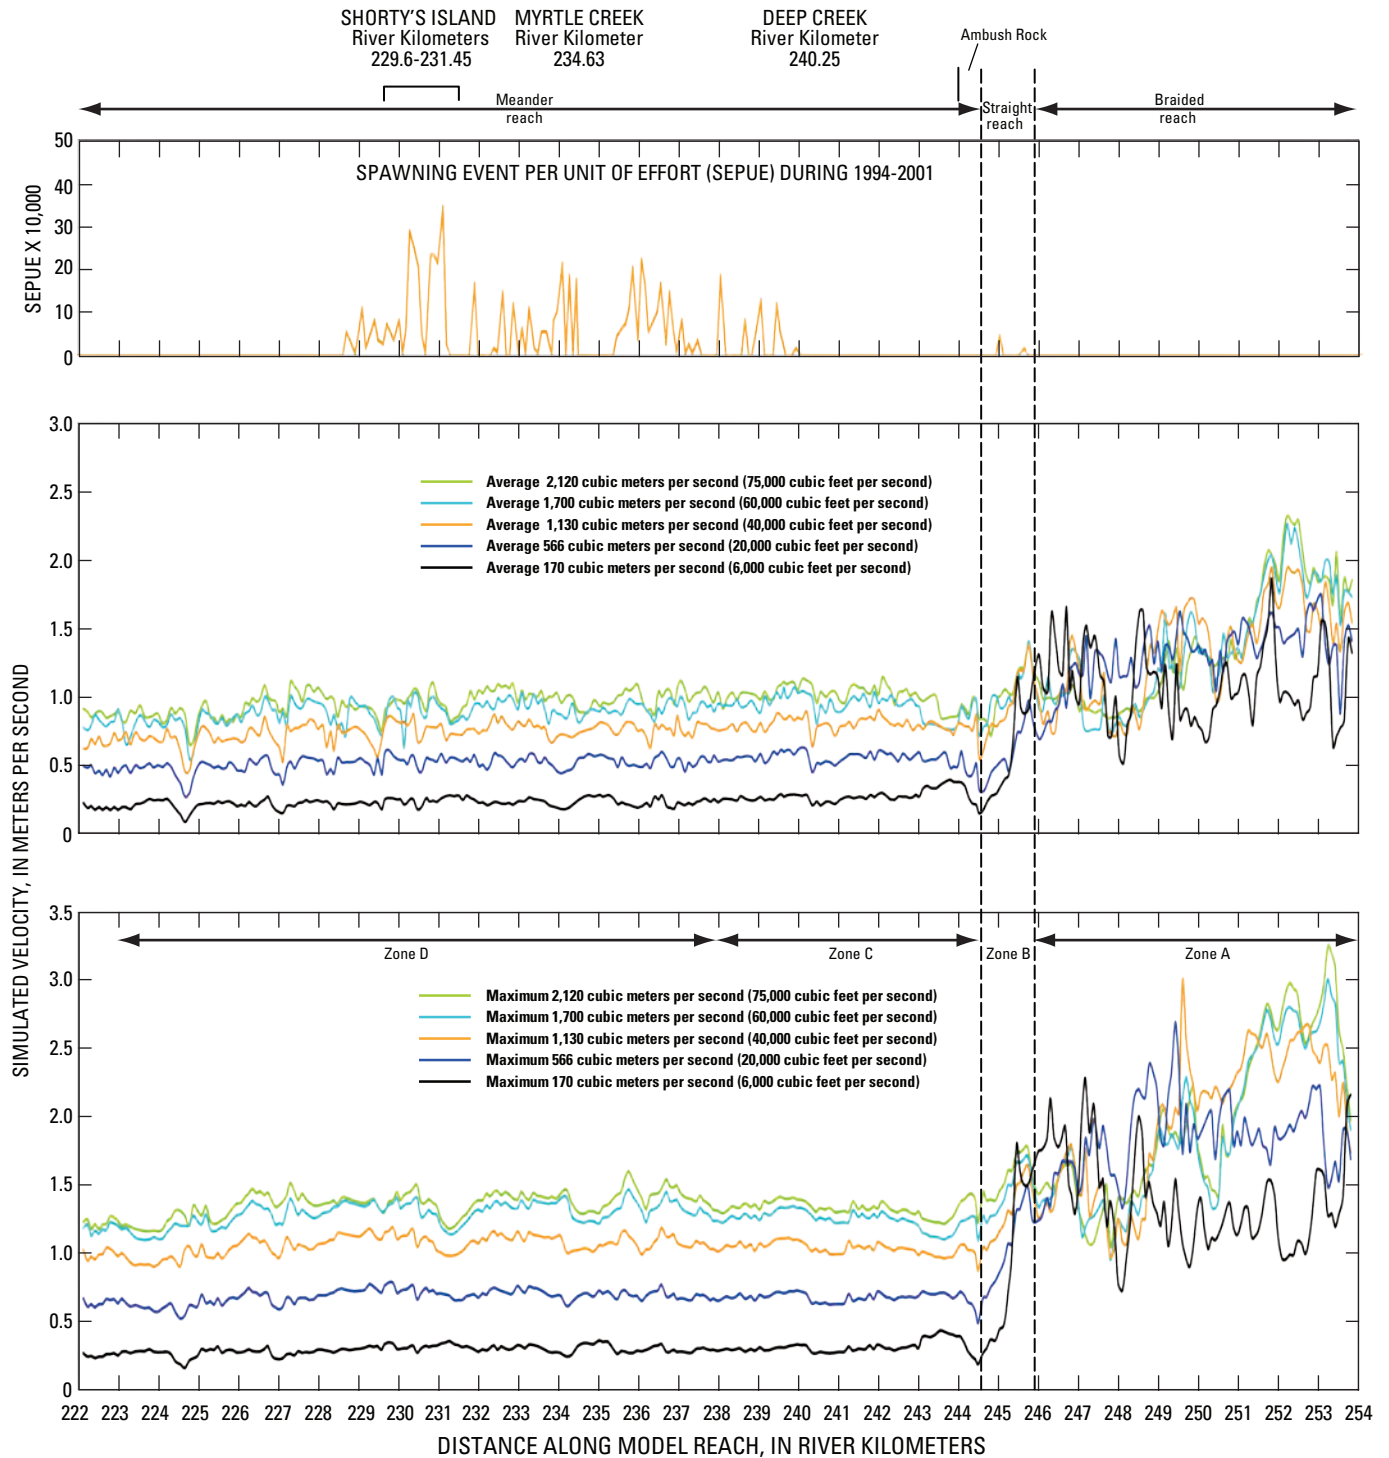 SHORTY'S ISLAND
River Kilometers
229.6-231.45
MYRTLE CREEK
River Kilometer
234.63
DEEP CREEK
River Kilometer
240.25
Ambush Rock
Meander
reach
Straight
reach
Braided
reach
SEPUE X 10,000
50
40
30
20
10
0
SPAWNING EVENT PER UNIT OF EFFORT (SEPUE) DURING 1994-2001
SIMULATED VELOCITY, IN METERS PER SECOND
3.0
2.5
2.0
1.5
1.0
0.5
0
Average 2,120 cubic meters per second (75,000 cubic feet per second)
Average 1,700 cubic meters per second (60,000 cubic feet per second)
Average 1,130 cubic meters per second (40,000 cubic feet per second)
Average 566 cubic meters per second (20,000 cubic feet per second)
Average 170 cubic meters per second (6,000 cubic feet per second)
3.5
3.0
2.5
2.0
1.5
1.0
0.5
0
Zone D
Zone C
Zone B
Zone A
Maximum 2,120 cubic meters per second (75,000 cubic feet per second)
Maximum 1,700 cubic meters per second (60,000 cubic feet per second)
Maximum 1,130 cubic meters per second (40,000 cubic feet per second)
Maximum 566 cubic meters per second (20,000 cubic feet per second)
Maximum 170 cubic meters per second (6,000 cubic feet per second)
222 223 224 225 226 227 228 229 230 231 232 233 234 235 236 236 238 239 240 241 242 243 244 245 246 247 248 249 250 251 252 253 254
DISTANCE ALONG MODEL REACH, IN RIVER KILOMETERS